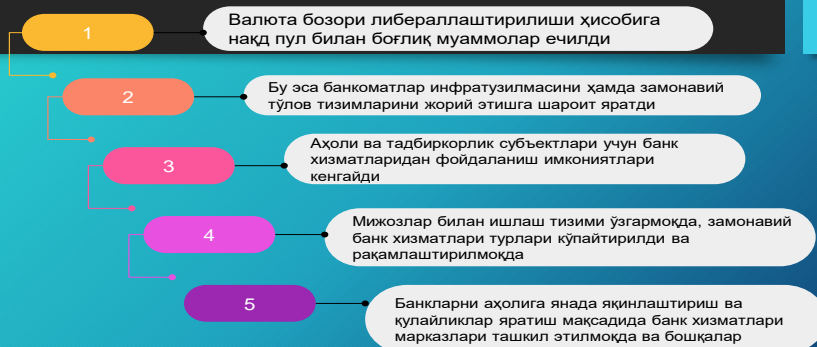 1
Валюта бозори либераллаштирилиши ҳисобига
нақд пул билан боғлиқ муаммолар ечилди
2
Бу эса банкоматлар инфратузилмасини ҳамда замонавий
тўлов тизимларини жорий этишга шароит яратди
3
Аҳоли ва тадбиркорлик субъектлари учун банк
хизматларидан фойдаланиш имкониятлари
кенгайди
4
Мижозлар билан ишлаш тизими ўзгармоқда, замонавий
банк хизматлари турлари кўпайтирилди ва
рақамлаштирилмоқда
5
Банкларни аҳолига янада яқинлаштириш ва
қулайликлар яратиш мақсадида банк хизматлари
марказлари ташкил этилмоқда ва бошқалар